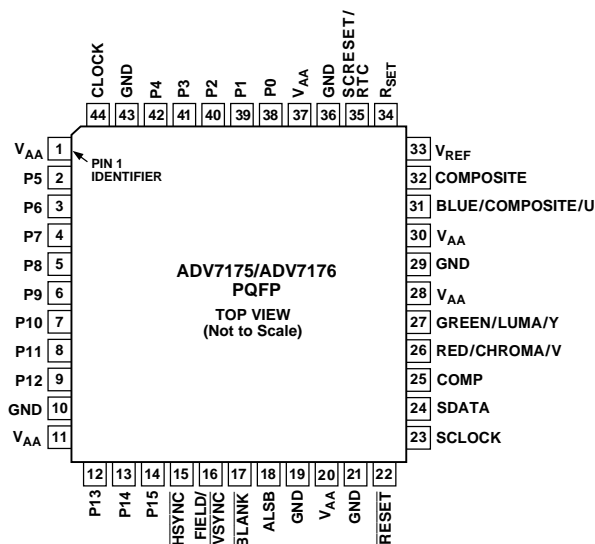 CLOCK
GND
P4
P3
P2
P1
P0
VAA
GND
SCRESET/
RTC
RSET
44 43 42 41 40 39 38 37 36 35 34
VAA 1
PIN 1
IDENTIFIER
P5 2
P6 3
P7 4
P8 5
P9 6
P10 7
P11 8
P12 9
GND 10
VAA 11
ADV7175/ADV7176
PQFP
TOP VIEW
(Not to Scale)
33 VREF
32 COMPOSITE
31 BLUE/COMPOSITE/U
30 VAA
29 GND
28 VAA
27 GREEN/LUMA/Y
26 RED/CHROMA/V
25 COMP
24 SDATA
23 SCLOCK
12 13 14 15 16 17 18 19 20 21 22
P13
P14
P15
HSYNC
FIELD/
VSYNC
BLANK
ALSB
GND
VAA
GND
RESET